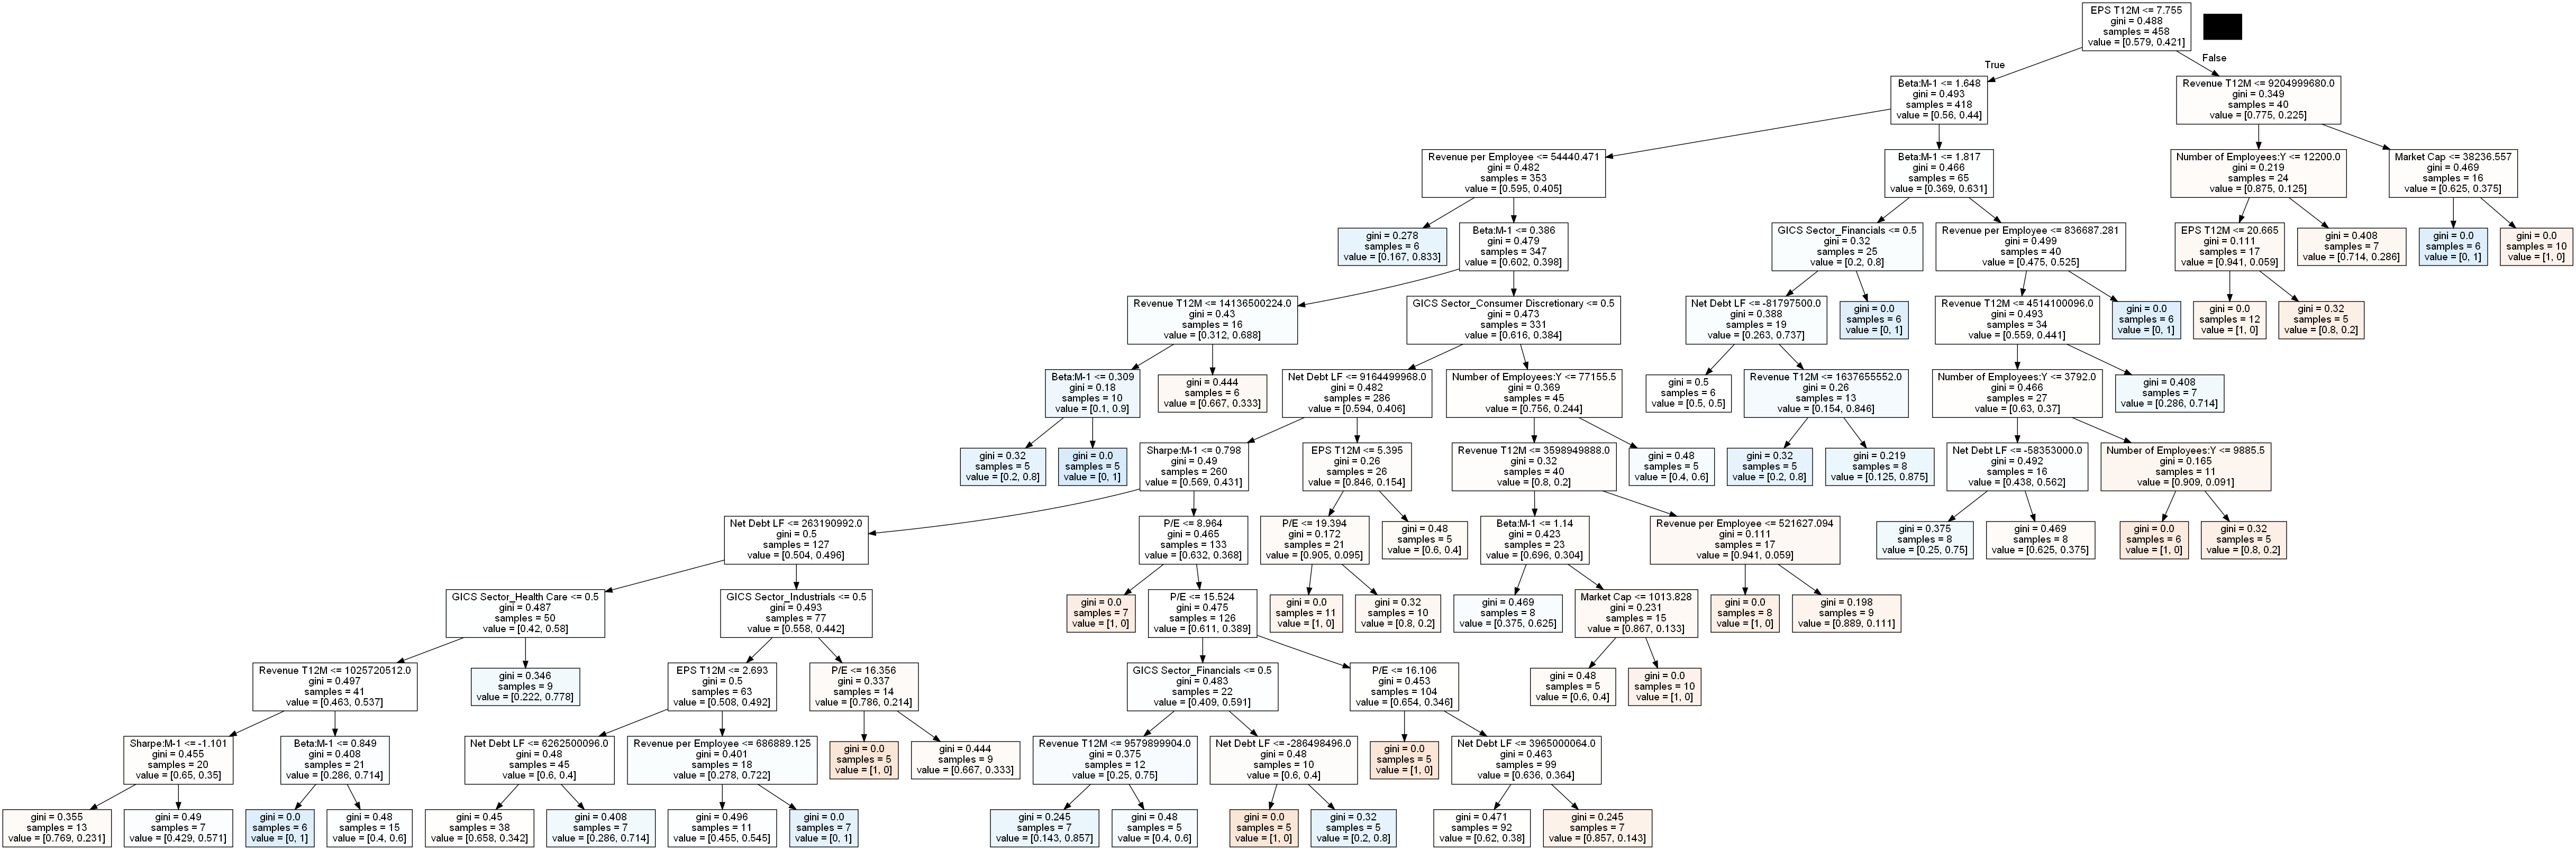 EPS T12M <= 7.755
gini = 0.488
samples = 458
value = [0.579, 0.421]
True
False
Beta:M-1 <= 1.648
gini = 0.493
samples = 418
value = [0.56, 0.44]
Revenue T12M <= 9204999680.0
gini = 0.349
samples = 40
value = [0.775, 0.225]
Revenue per Employee <= 54440.471
gini = 0.482
samples = 353
value = [0.595, 0.405]
Beta:M-1 <= 1.817
gini = 0.466
samples = 65
value = [0.369, 0.631]
Number of Employees:Y <= 12200.0
gini = 0.219
samples = 24
value = [0.875, 0.125]
Market Cap <= 38236.557
gini = 0.469
samples = 16
value = [0.625, 0.375]
gini = 0.278
samples = 6
value = [0.167, 0.833]
Beta:M-1 <= 0.386
gini = 0.479
samples = 347
value = [0.602, 0.398]
GICS Sector_Financials <= 0.5
gini = 0.32
samples = 25
value = [0.2, 0.8]
Revenue per Employee <= 836687.281
gini = 0.499
samples = 40
value = [0.475, 0.525]
EPS T12M <= 20.665
gini = 0.111
samples = 17
value = [0.941, 0.059]
gini = 0.408
samples = 7
value = [0.714, 0.286]
gini = 0.0
samples = 6
value = [0, 1]
gini = 0.0
samples = 10
value = [1, 0]
Revenue T12M <= 14136500224.0
gini = 0.43
samples = 16
value = [0.312, 0.688]
GICS Sector_Consumer Discretionary <= 0.5
gini = 0.473
samples = 331
value = [0.616, 0.384]
Net Debt LF <= -81797500.0
gini = 0.388
samples = 19
value = [0.263, 0.737]
gini = 0.0
samples = 6
value = [0, 1]
Revenue T12M <= 4514100096.0
gini = 0.493
samples = 34
value = [0.559, 0.441]
gini = 0.0
samples = 6
value = [0, 1]
gini = 0.0
samples = 12
value = [1, 0]
gini = 0.32
samples = 5
value = [0.8, 0.2]
Beta:M-1 <= 0.309
gini = 0.18
samples = 10
value = [0.1, 0.9]
gini = 0.444
samples = 6
value = [0.667, 0.333]
Net Debt LF <= 9164499968.0
gini = 0.482
samples = 286
value = [0.594, 0.406]
Number of Employees:Y <= 77155.5
gini = 0.369
samples = 45
value = [0.756, 0.244]
gini = 0.5
samples = 6
value = [0.5, 0.5]
Revenue T12M <= 1637655552.0
gini = 0.26
samples = 13
value = [0.154, 0.846]
Number of Employees:Y <= 3792.0
gini = 0.466
samples = 27
value = [0.63, 0.37]
gini = 0.408
samples = 7
value = [0.286, 0.714]
gini = 0.32
samples = 5
value = [0.2, 0.8]
gini = 0.0
samples = 5
value = [0, 1]
Sharpe:M-1 <= 0.798
gini = 0.49
samples = 260
value = [0.569, 0.431]
EPS T12M <= 5.395
gini = 0.26
samples = 26
value = [0.846, 0.154]
Revenue T12M <= 3598949888.0
gini = 0.32
samples = 40
value = [0.8, 0.2]
gini = 0.48
samples = 5
value = [0.4, 0.6]
gini = 0.32
samples = 5
value = [0.2, 0.8]
gini = 0.219
samples = 8
value = [0.125, 0.875]
Net Debt LF <= -58353000.0
gini = 0.492
samples = 16
value = [0.438, 0.562]
Number of Employees:Y <= 9885.5
gini = 0.165
samples = 11
value = [0.909, 0.091]
Net Debt LF <= 263190992.0
gini = 0.5
samples = 127
value = [0.504, 0.496]
P/E <= 8.964
gini = 0.465
samples = 133
value = [0.632, 0.368]
P/E <= 19.394
gini = 0.172
samples = 21
value = [0.905, 0.095]
gini = 0.48
samples = 5
value = [0.6, 0.4]
Beta:M-1 <= 1.14
gini = 0.423
samples = 23
value = [0.696, 0.304]
Revenue per Employee <= 521627.094
gini = 0.111
samples = 17
value = [0.941, 0.059]
gini = 0.375
samples = 8
value = [0.25, 0.75]
gini = 0.469
samples = 8
value = [0.625, 0.375]
gini = 0.0
samples = 6
value = [1, 0]
gini = 0.32
samples = 5
value = [0.8, 0.2]
GICS Sector_Health Care <= 0.5
gini = 0.487
samples = 50
value = [0.42, 0.58]
GICS Sector_Industrials <= 0.5
gini = 0.493
samples = 77
value = [0.558, 0.442]
gini = 0.0
samples = 7
value = [1, 0]
P/E <= 15.524
gini = 0.475
samples = 126
value = [0.611, 0.389]
gini = 0.0
samples = 11
value = [1, 0]
gini = 0.32
samples = 10
value = [0.8, 0.2]
gini = 0.469
samples = 8
value = [0.375, 0.625]
Market Cap <= 1013.828
gini = 0.231
samples = 15
value = [0.867, 0.133]
gini = 0.0
samples = 8
value = [1, 0]
gini = 0.198
samples = 9
value = [0.889, 0.111]
Revenue T12M <= 1025720512.0
gini = 0.497
samples = 41
value = [0.463, 0.537]
gini = 0.346
samples = 9
value = [0.222, 0.778]
EPS T12M <= 2.693
gini = 0.5
samples = 63
value = [0.508, 0.492]
P/E <= 16.356
gini = 0.337
samples = 14
value = [0.786, 0.214]
GICS Sector_Financials <= 0.5
gini = 0.483
samples = 22
value = [0.409, 0.591]
P/E <= 16.106
gini = 0.453
samples = 104
value = [0.654, 0.346]
gini = 0.48
samples = 5
value = [0.6, 0.4]
gini = 0.0
samples = 10
value = [1, 0]
Sharpe:M-1 <= -1.101
gini = 0.455
samples = 20
value = [0.65, 0.35]
Beta:M-1 <= 0.849
gini = 0.408
samples = 21
value = [0.286, 0.714]
Net Debt LF <= 6262500096.0
gini = 0.48
samples = 45
value = [0.6, 0.4]
Revenue per Employee <= 686889.125
gini = 0.401
samples = 18
value = [0.278, 0.722]
gini = 0.0
samples = 5
value = [1, 0]
gini = 0.444
samples = 9
value = [0.667, 0.333]
Revenue T12M <= 9579899904.0
gini = 0.375
samples = 12
value = [0.25, 0.75]
Net Debt LF <= -286498496.0
gini = 0.48
samples = 10
value = [0.6, 0.4]
gini = 0.0
samples = 5
value = [1, 0]
Net Debt LF <= 3965000064.0
gini = 0.463
samples = 99
value = [0.636, 0.364]
gini = 0.355
samples = 13
value = [0.769, 0.231]
gini = 0.49
samples = 7
value = [0.429, 0.571]
gini = 0.0
samples = 6
value = [0, 1]
gini = 0.48
samples = 15
value = [0.4, 0.6]
gini = 0.45
samples = 38
value = [0.658, 0.342]
gini = 0.408
samples = 7
value = [0.286, 0.714]
gini = 0.496
samples = 11
value = [0.455, 0.545]
gini = 0.0
samples = 7
value = [0, 1]
gini = 0.245
samples = 7
value = [0.143, 0.857]
gini = 0.48
samples = 5
value = [0.4, 0.6]
gini = 0.0
samples = 5
value = [1, 0]
gini = 0.32
samples = 5
value = [0.2, 0.8]
gini = 0.471
samples = 92
value = [0.62, 0.38]
gini = 0.245
samples = 7
value = [0.857, 0.143]